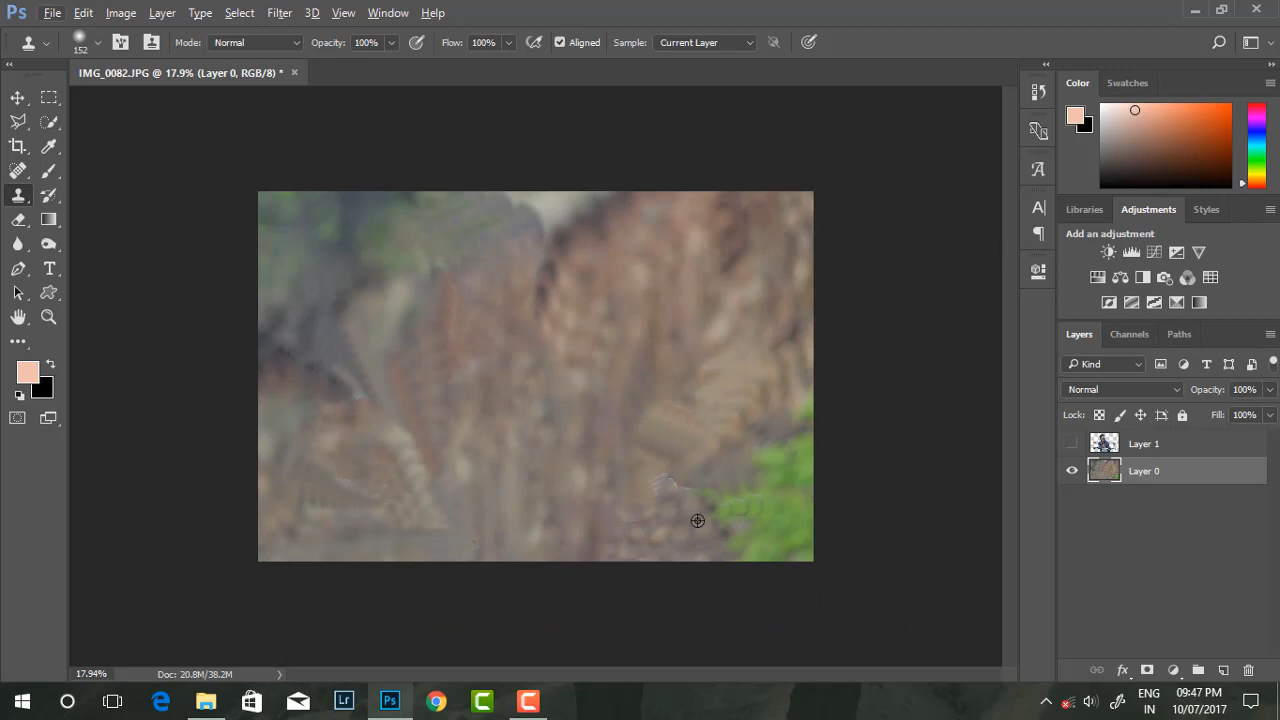 Ps File Edit Image Layer Type Select Filter 3D View Window Help
152 Mode: Normal Opacity: 100% Flow: 100% Aligned Sample: Current Layer
IMG_0082.JPG @ 17.9% (Layer 0, RGB/8) * ×
Color Swatches
Libraries Adjustments Styles
Add an adjustment
Layers Channels Paths
Kind
Normal Opacity: 100%
Lock: Fill: 100%
Layer 1
Layer 0
17.94% Doc: 20.8M/38.2M
Lr Ps ENG 09:47 PM
IN 10/07/2017